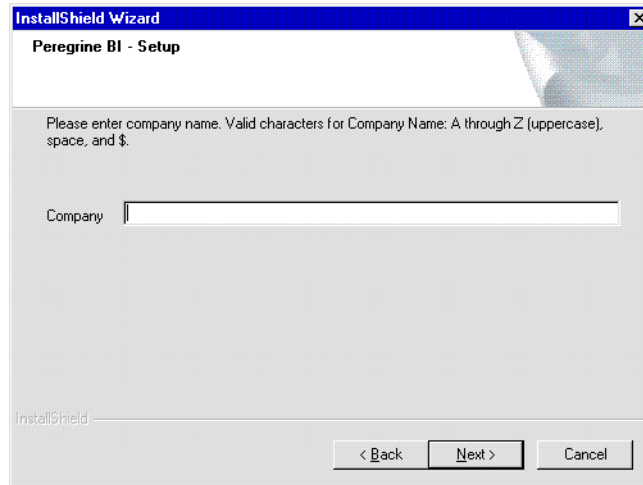 InstallShield Wizard
Peregrine BI - Setup
Please enter company name. Valid characters for Company Name: A through Z (uppercase),
space, and $.
Company
InstallShield
< Back Next > Cancel